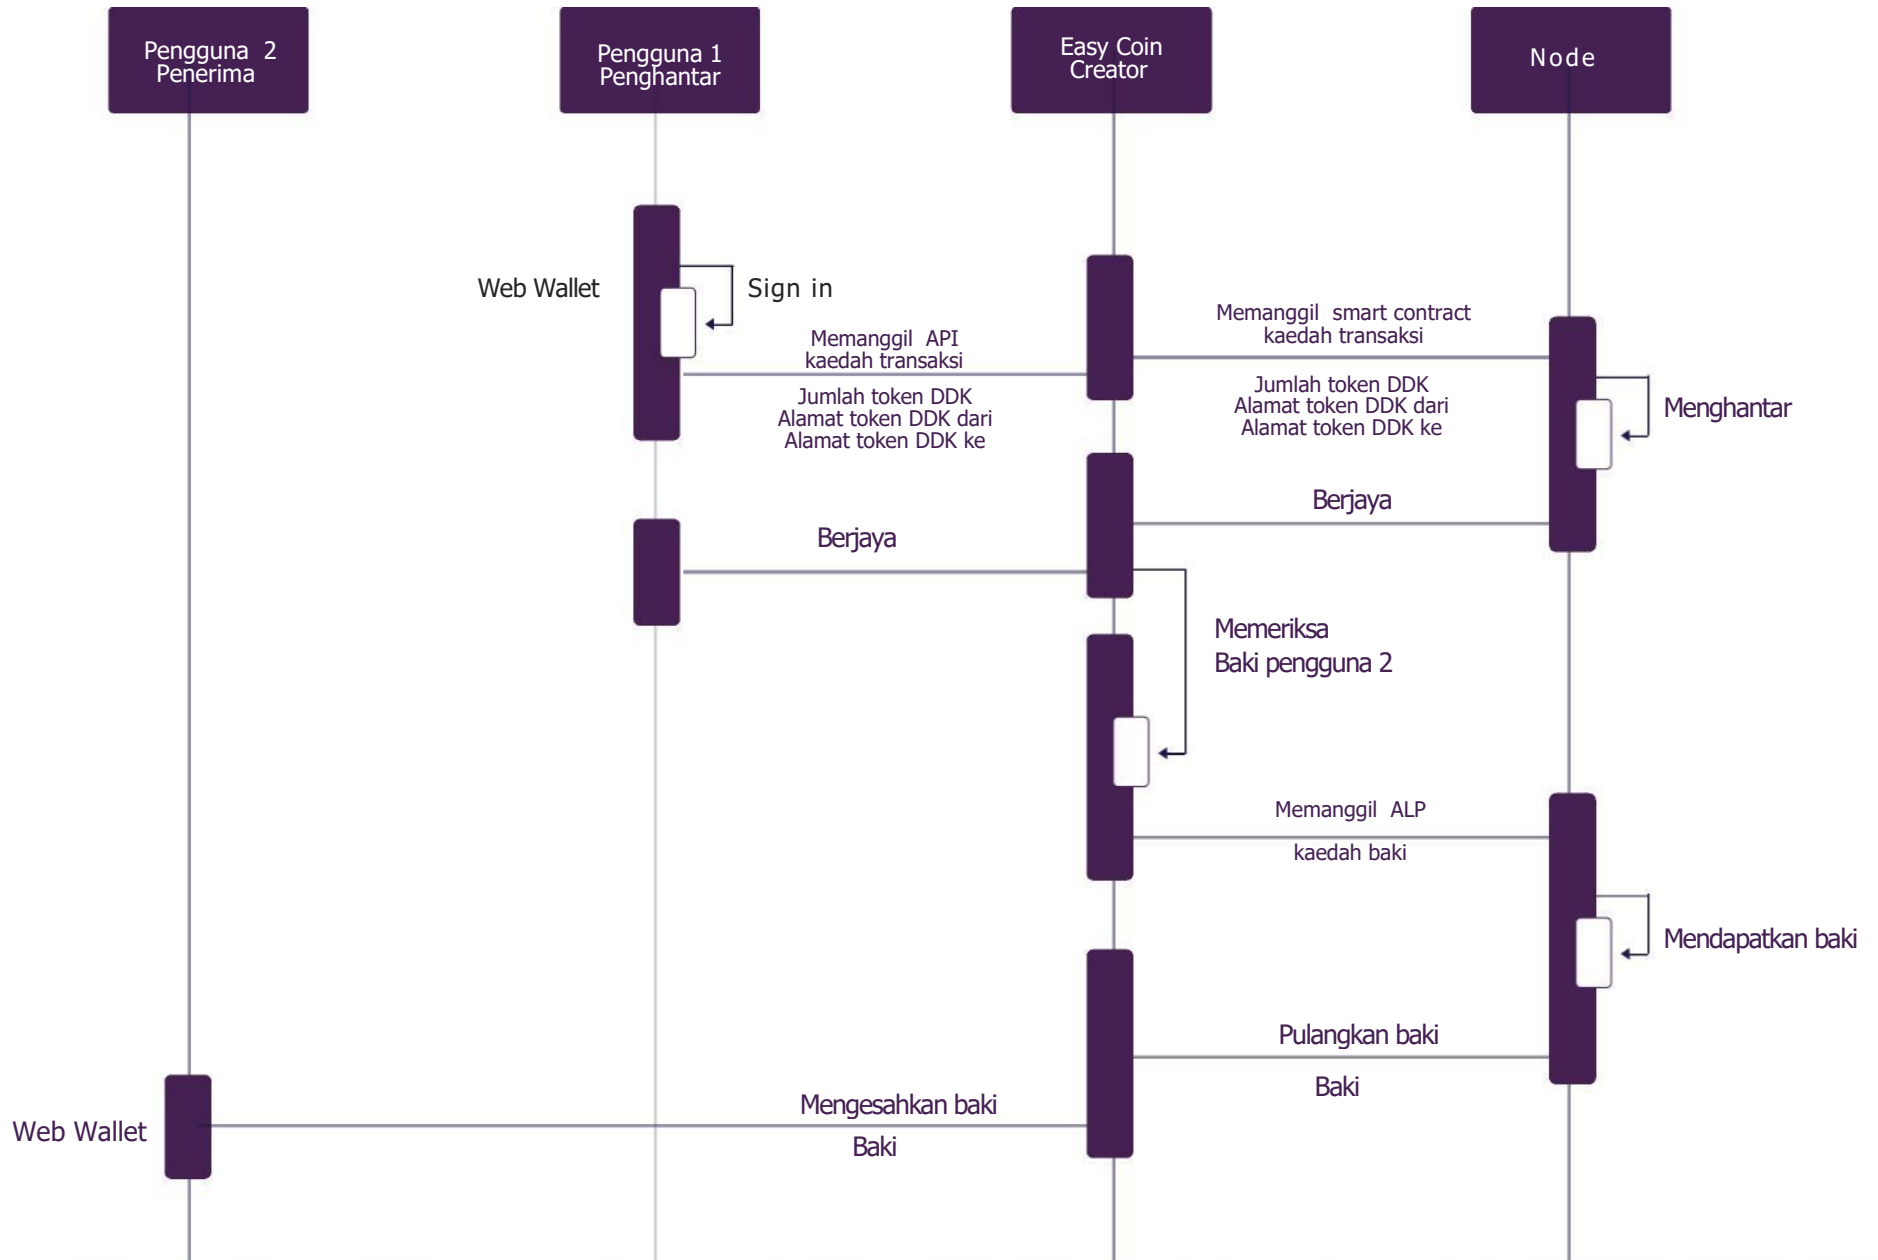 Pengguna 2
Penerima
Pengguna 1
Penghantar
Easy Coin
Creator
Node
Web Wallet
Sign in
Memanggil API
kaedah transaksi
Jumlah token DDK
Alamat token DDK dari
Alamat token DDK ke
Memanggil smart contract
kaedah transaksi
Jumlah token DDK
Alamat token DDK dari
Alamat token DDK ke
Menghantar
Berjaya
Berjaya
Memeriksa
Baki pengguna 2
Memanggil ALP
kaedah baki
Mendapatkan baki
Pulangkan baki
Baki
Mengesahkan baki
Baki
Web Wallet